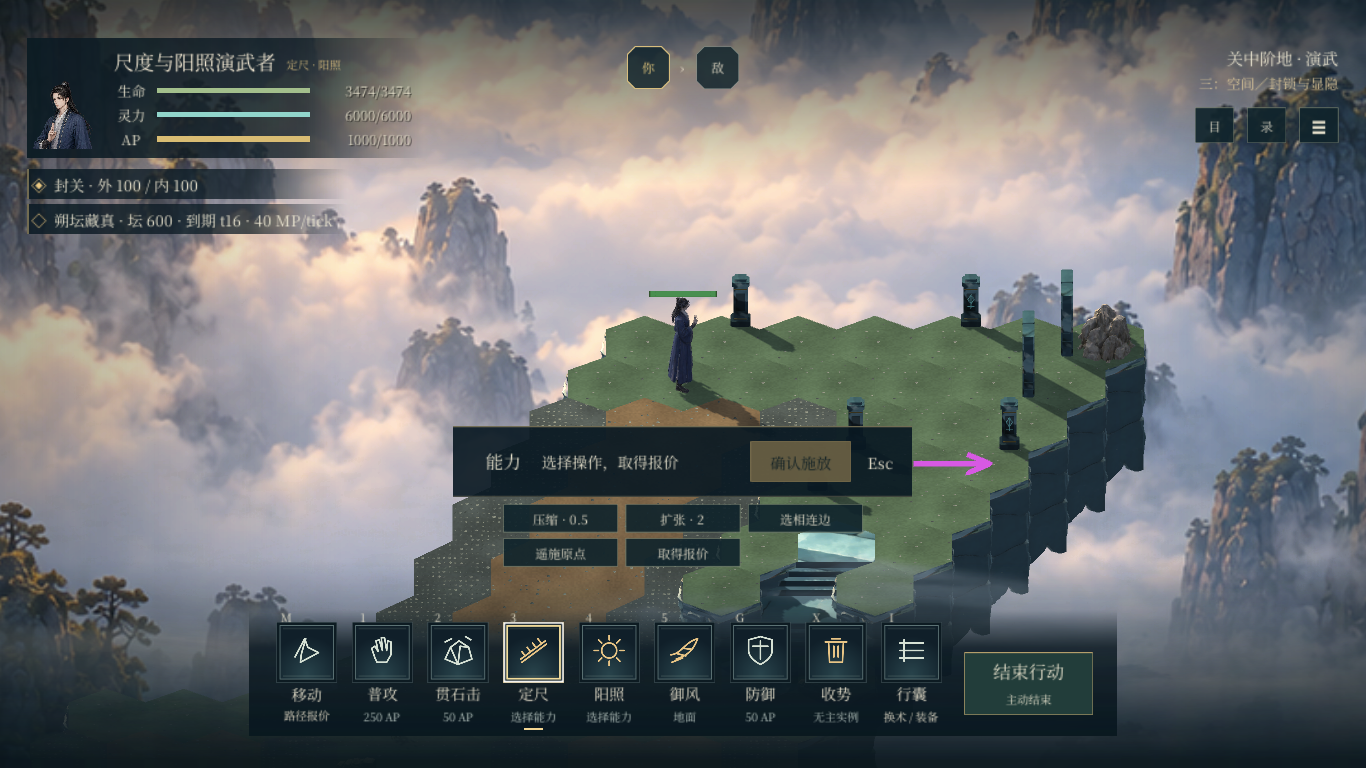 尺度与阳照演武者 定尺·阳照
生命 3474/3474
灵力 6000/6000
AP 1000/1000
封关·外 100 / 内 100
朔坛藏真·坛 600·到期 t16·40 MP/tick
你 › 敌
关中阶地·演武
三：空间／封锁与显隐
目 录 ☰
能力 选择操作，取得报价 确认施放 Esc
压缩·0.5 扩张·2 选相连边
遥施原点 取得报价
M 1 2 3 4 5 G X I
移动 普攻 贯石击 定尺 阳照 御风 防御 收势 行囊
路径报价 250 AP 50 AP 选择能力 选择能力 地面 50 AP 无主实例 换术/装备
结束行动
主动结束